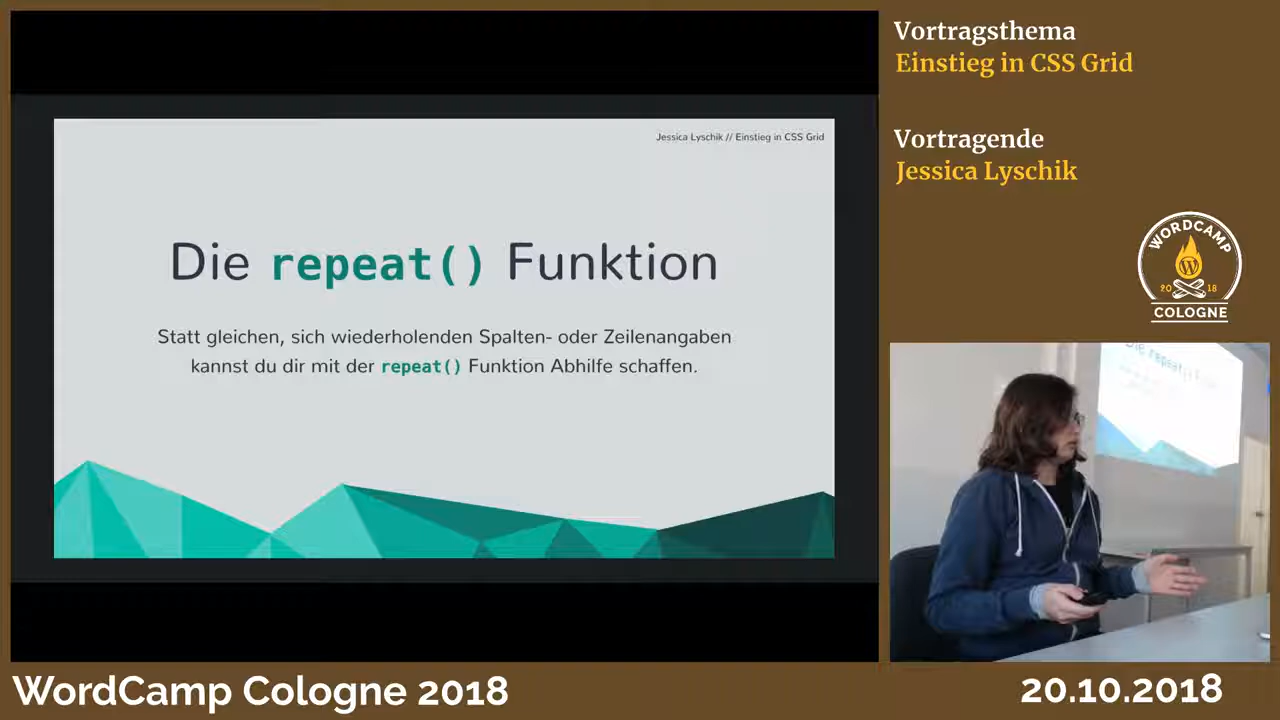 Jessica Lyschik // Einstieg in CSS Grid
Die repeat() Funktion
Statt gleichen, sich wiederholenden Spalten- oder Zeilenangaben
kannst du dir mit der repeat() Funktion Abhilfe schaffen.
Vortragsthema
Einstieg in CSS Grid
Vortragende
Jessica Lyschik
WORDCAMP
20 18
COLOGNE
Die repeat()
WordCamp Cologne 2018
20.10.2018